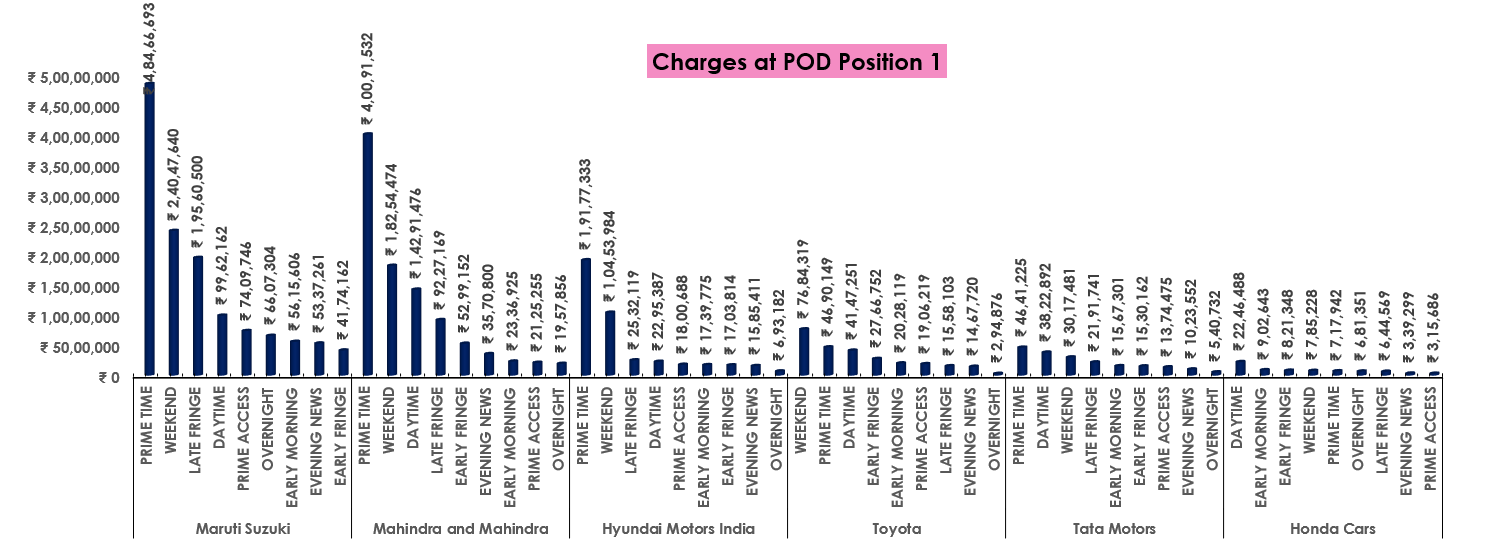 Charges at POD Position 1
₹ 5,00,00,000
₹ 4,50,00,000
₹ 4,00,00,000
₹ 3,50,00,000
₹ 3,00,00,000
₹ 2,50,00,000
₹ 2,00,00,000
₹ 1,50,00,000
₹ 1,00,00,000
₹ 50,00,000
₹ 0
₹ 4,84,66,693
₹ 2,40,47,640
₹ 1,95,60,500
₹ 99,62,162
₹ 74,09,746
₹ 66,07,304
₹ 56,15,606
₹ 53,37,261
₹ 41,74,162
₹ 4,00,91,532
₹ 1,82,54,474
₹ 1,42,91,476
₹ 92,27,169
₹ 52,99,152
₹ 35,70,800
₹ 23,36,925
₹ 21,25,255
₹ 19,57,856
₹ 1,91,77,333
₹ 1,04,53,984
₹ 25,32,119
₹ 22,95,387
₹ 18,00,688
₹ 17,39,775
₹ 17,03,814
₹ 15,85,411
₹ 6,93,182
₹ 76,84,319
₹ 46,90,149
₹ 41,47,251
₹ 27,66,752
₹ 20,28,119
₹ 19,06,219
₹ 15,58,103
₹ 14,67,720
₹ 2,94,876
₹ 46,41,225
₹ 38,22,892
₹ 30,17,481
₹ 21,91,741
₹ 15,67,301
₹ 15,30,162
₹ 13,74,475
₹ 10,23,552
₹ 5,40,732
₹ 22,46,488
₹ 9,02,643
₹ 8,21,348
₹ 7,85,228
₹ 7,17,942
₹ 6,81,351
₹ 6,44,569
₹ 3,39,299
₹ 3,15,686
PRIME TIME
WEEKEND
LATE FRINGE
DAYTIME
PRIME ACCESS
OVERNIGHT
EARLY MORNING
EVENING NEWS
EARLY FRINGE
PRIME TIME
WEEKEND
DAYTIME
LATE FRINGE
EARLY FRINGE
EVENING NEWS
EARLY MORNING
PRIME ACCESS
OVERNIGHT
PRIME TIME
WEEKEND
LATE FRINGE
DAYTIME
PRIME ACCESS
EARLY MORNING
EARLY FRINGE
EVENING NEWS
OVERNIGHT
WEEKEND
PRIME TIME
DAYTIME
EARLY FRINGE
EARLY MORNING
PRIME ACCESS
LATE FRINGE
EVENING NEWS
OVERNIGHT
PRIME TIME
DAYTIME
WEEKEND
LATE FRINGE
EARLY MORNING
EARLY FRINGE
PRIME ACCESS
EVENING NEWS
OVERNIGHT
DAYTIME
EARLY MORNING
EARLY FRINGE
WEEKEND
PRIME TIME
OVERNIGHT
LATE FRINGE
EVENING NEWS
PRIME ACCESS
Maruti Suzuki
Mahindra and Mahindra
Hyundai Motors India
Toyota
Tata Motors
Honda Cars